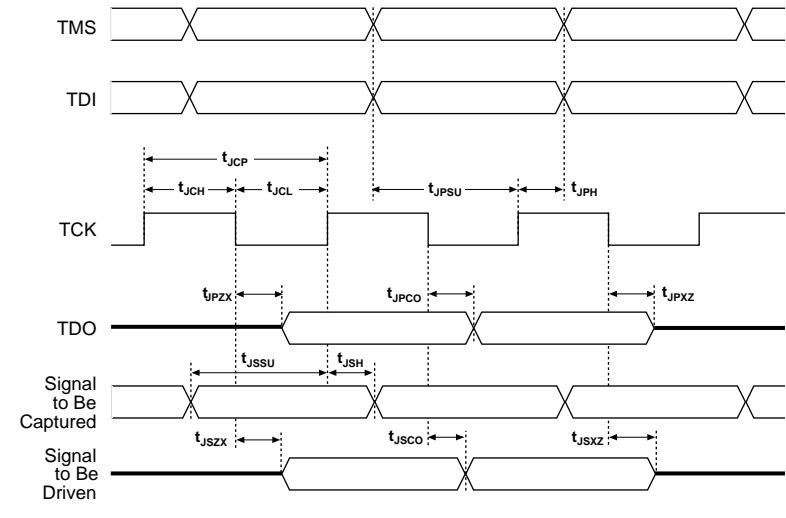 TMS
TDI
tJCP
tJCH
tJCL
tJPSU
tJPH
TCK
tJPZX
tJPCO
tJPXZ
TDO
tJSSU
tJSH
Signal
to Be
Captured
tJSZX
tJSCO
tJSXZ
Signal
to Be
Driven